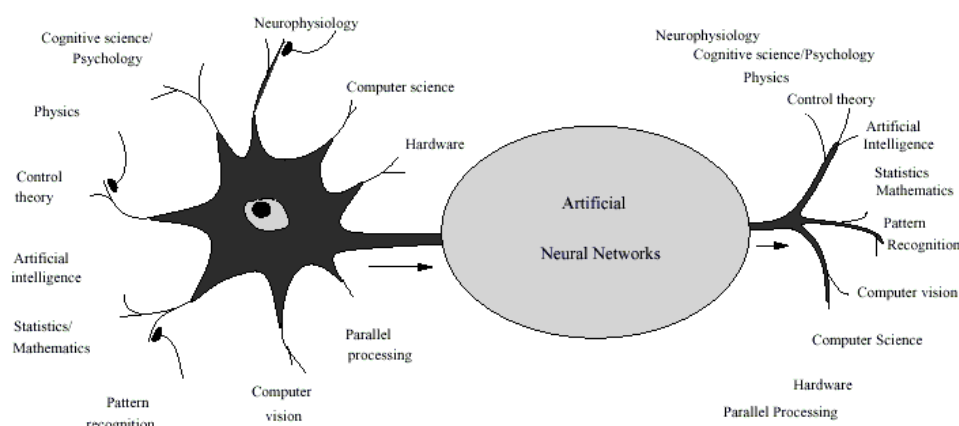 Neurophysiology
Cognitive science/
Psychology
Computer science
Physics
Hardware
Control
theory
Artificial
intelligence
Statistics/
Mathematics
Parallel
processing
Pattern
recognition
Computer
vision
Artificial
Neural Networks
Neurophysiology
Cognitive science/Psychology
Physics
Control theory
Artificial
Intelligence
Statistics
Mathematics
Pattern
Recognition
Computer vision
Computer Science
Hardware
Parallel Processing